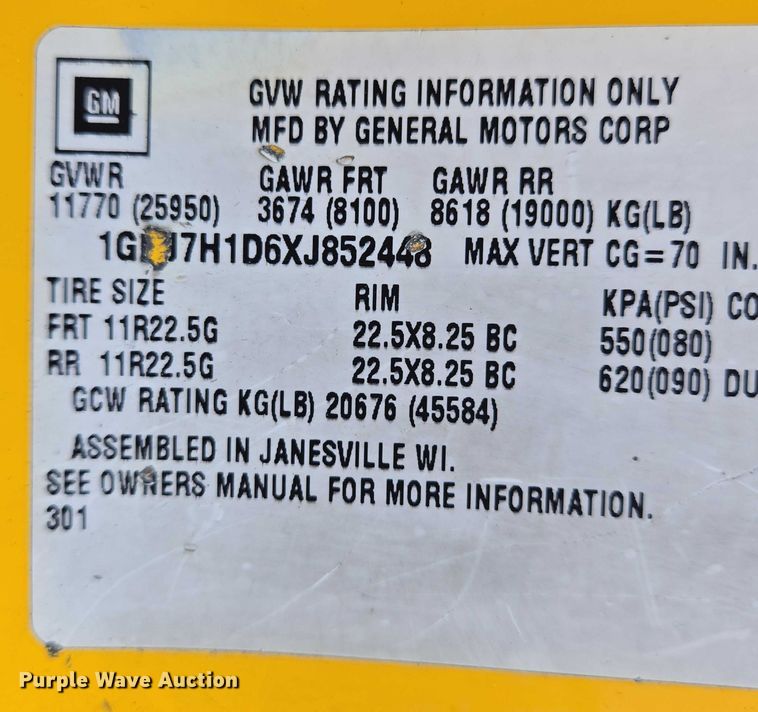 GM
GVW RATING INFORMATION ONLY
MFD BY GENERAL MOTORS CORP
GVWR GAWR FRT GAWR RR
11770 (25950) 3674 (8100) 8618 (19000) KG(LB)
MAX VERT CG=70 IN.
TIRE SIZE RIM KPA(PSI) CO
FRT 11R22.5G 22.5X8.25 BC 550(080)
RR 11R22.5G 22.5X8.25 BC 620(090) DU
GCW RATING KG(LB) 20676 (45584)
ASSEMBLED IN JANESVILLE WI.
SEE OWNERS MANUAL FOR MORE INFORMATION.
301
Purple Wave Auction